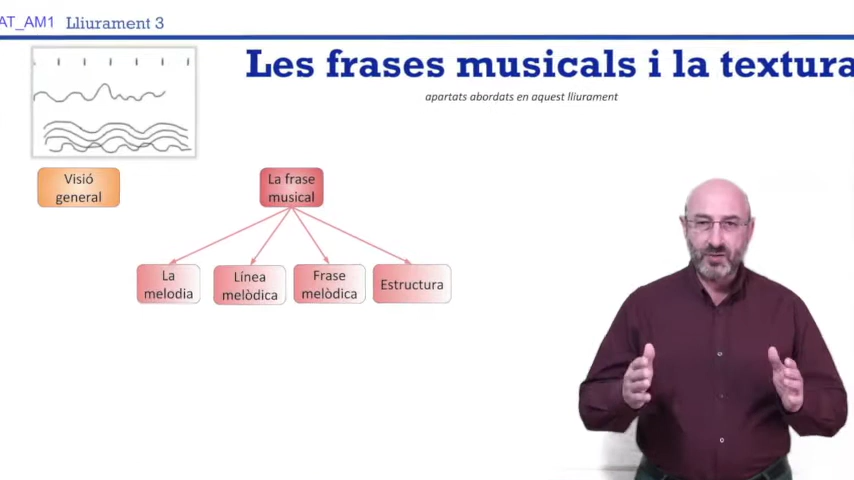 AT_AM1 Lliurament 3
Les frases musicals i la textura
apartats abordats en aquest lliurament
Visió
general
La frase
musical
La
melodia
Línea
melòdica
Frase
melòdica
Estructura